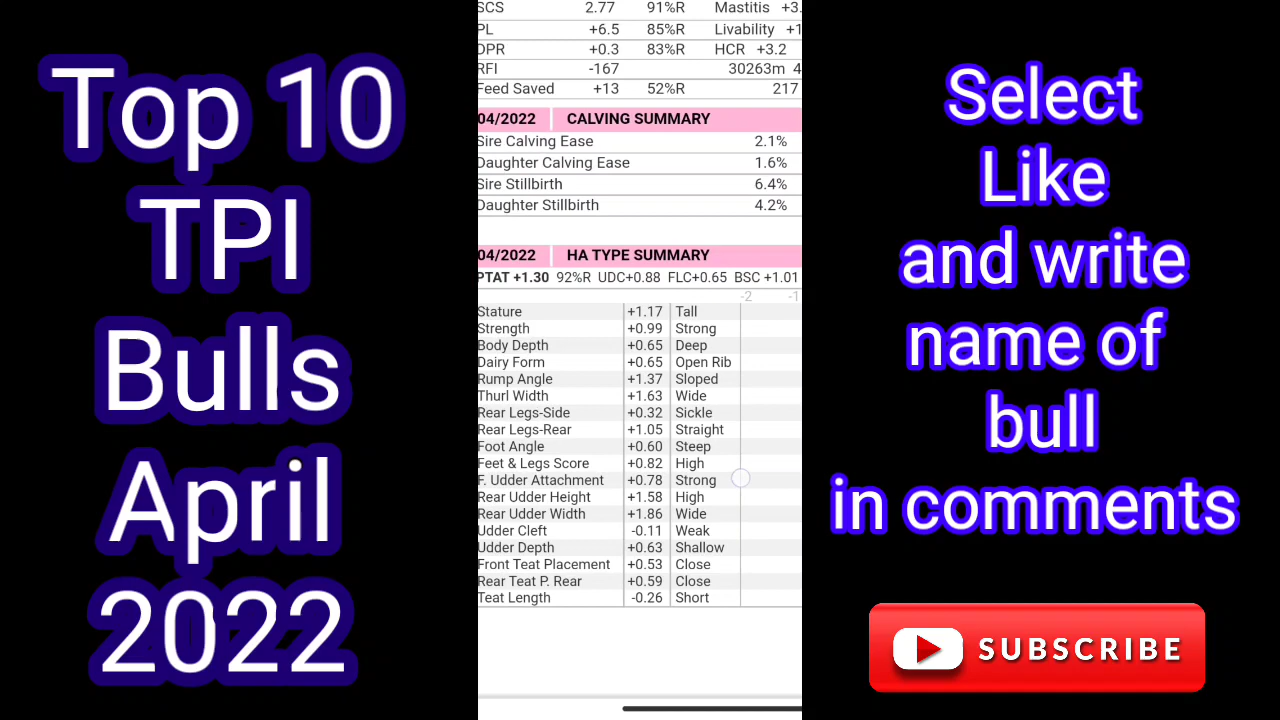 Top 10
TPI
Bulls
April
2022
SCS 2.77 91%R Mastitis +3.
PL +6.5 85%R Livability +1
DPR +0.3 83%R HCR +3.2
RFI -167 30263m 4
Feed Saved +13 52%R 217
04/2022 CALVING SUMMARY
Sire Calving Ease 2.1%
Daughter Calving Ease 1.6%
Sire Stillbirth 6.4%
Daughter Stillbirth 4.2%
04/2022 HA TYPE SUMMARY
PTAT +1.30 92%R UDC+0.88 FLC+0.65 BSC +1.01
-2 -1
Stature +1.17 Tall
Strength +0.99 Strong
Body Depth +0.65 Deep
Dairy Form +0.65 Open Rib
Rump Angle +1.37 Sloped
Thurl Width +1.63 Wide
Rear Legs-Side +0.32 Sickle
Rear Legs-Rear +1.05 Straight
Foot Angle +0.60 Steep
Feet & Legs Score +0.82 High
F. Udder Attachment +0.78 Strong
Rear Udder Height +1.58 High
Rear Udder Width +1.86 Wide
Udder Cleft -0.11 Weak
Udder Depth +0.63 Shallow
Front Teat Placement +0.53 Close
Rear Teat P. Rear +0.59 Close
Teat Length -0.26 Short
Select
Like
and write
name of
bull
in comments
SUBSCRIBE